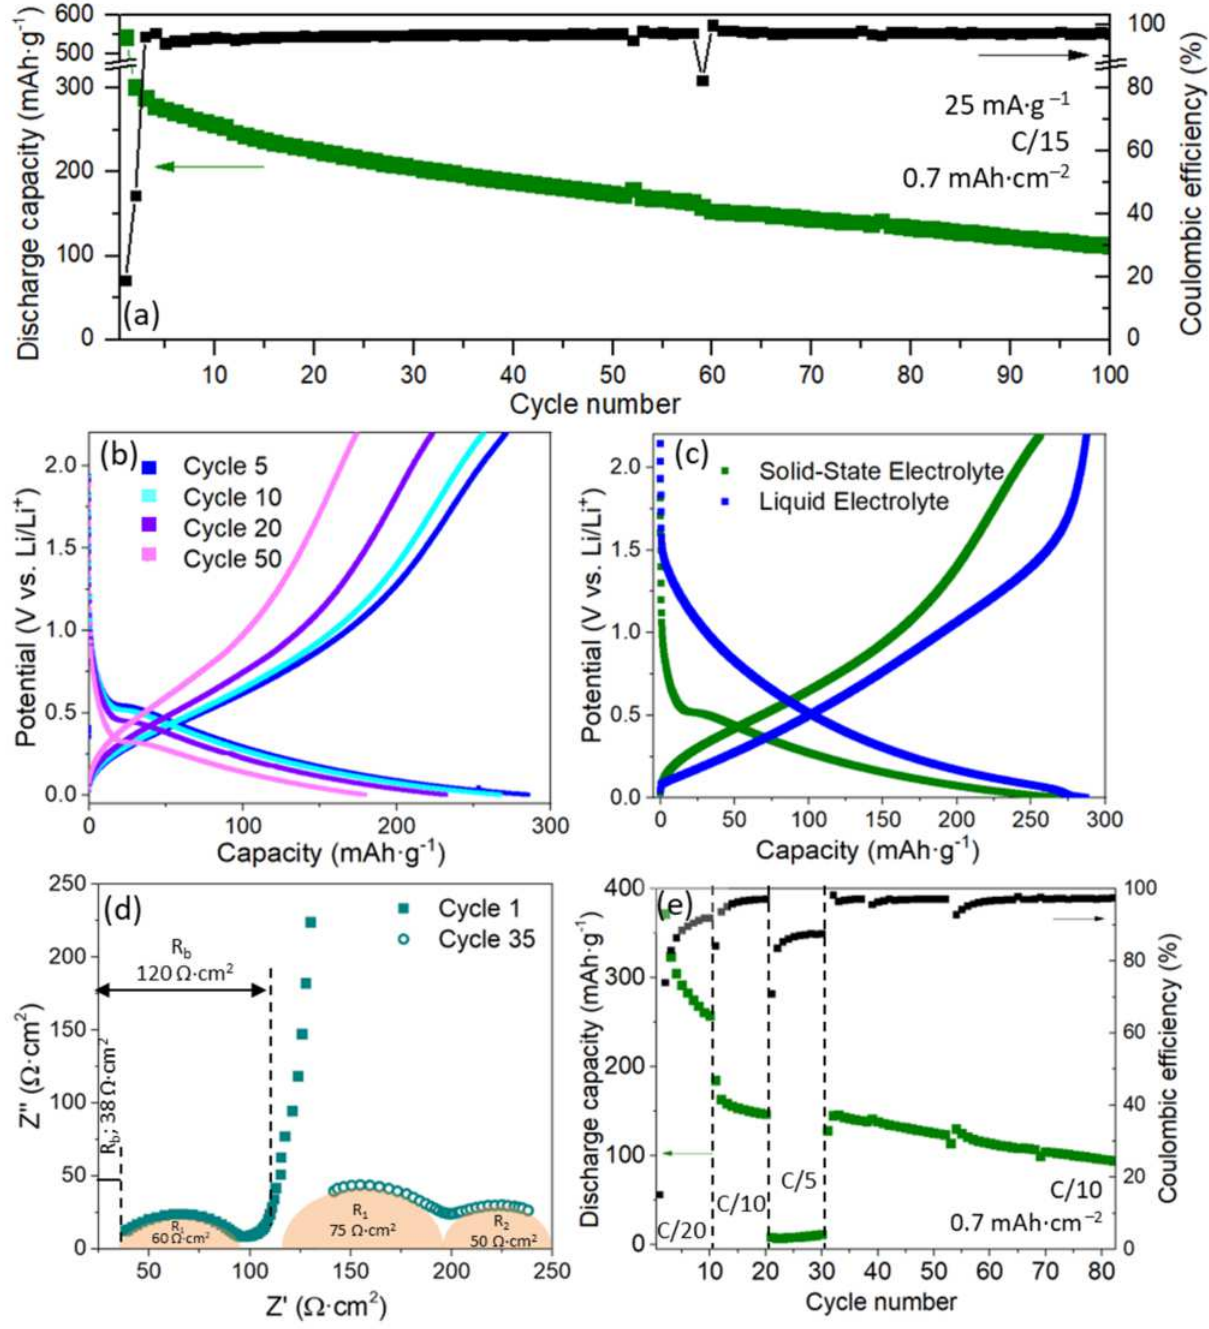 600
500
300
200
100
0
Discharge capacity (mAh·g⁻¹)
100
80
60
40
20
0
Coulombic efficiency (%)
25 mA·g⁻¹
C/15
0.7 mAh·cm⁻²
(a)
10 20 30 40 50 60 70 80 90 100
Cycle number
(b)
Cycle 5
Cycle 10
Cycle 20
Cycle 50
2.0
1.5
1.0
0.5
0.0
Potential (V vs. Li/Li⁺)
0 100 200 300
Capacity (mAh·g⁻¹)
(c)
Solid-State Electrolyte
Liquid Electrolyte
2.0
1.5
1.0
0.5
0.0
Potential (V vs. Li/Li⁺)
0 50 100 150 200 250 300
Capacity (mAh·g⁻¹)
(d)
Cycle 1
Cycle 35
250
200
150
100
50
0
Z'' (Ω·cm²)
R_b
120 Ω·cm²
R_b; 38 Ω·cm²
R₁
60 Ω·cm²
R₁
75 Ω·cm²
R₂
50 Ω·cm²
50 100 150 200 250
Z' (Ω·cm²)
(e)
400
300
200
100
0
Discharge capacity (mAh·g⁻¹)
100
80
60
40
20
0
Coulombic efficiency (%)
C/20
C/10
C/5
C/10
0.7 mAh·cm⁻²
10 20 30 40 50 60 70 80
Cycle number